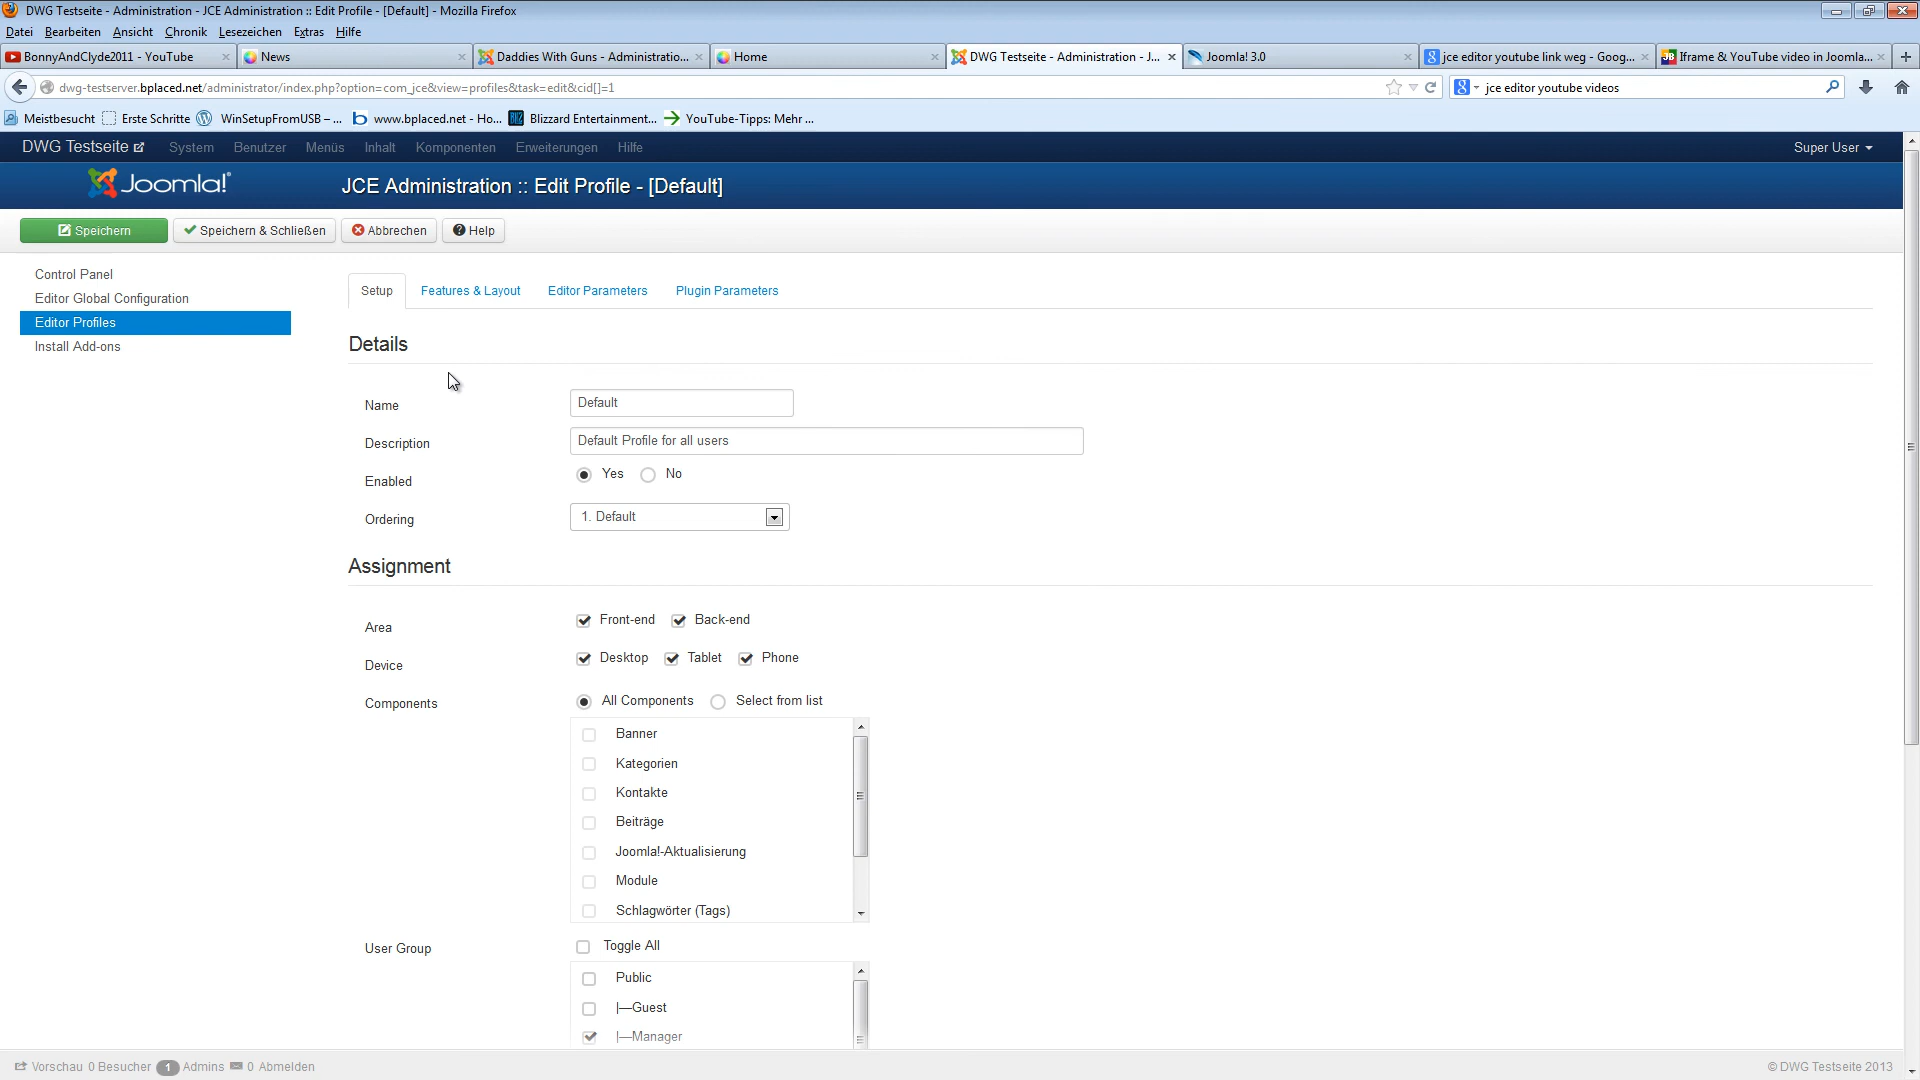 DWG Testseite - Administration - JCE Administration :: Edit Profile - [Default] - Mozilla Firefox
Datei Bearbeiten Ansicht Chronik Lesezeichen Extras Hilfe
BonnyAndClyde2011 - YouTube News Daddies With Guns - Administratio... Home DWG Testseite - Administration - J... Joomla! 3.0 jce editor youtube link weg - Goog... Iframe & YouTube video in Joomla...
dwg-testserver.bplaced.net/administrator/index.php?option=com_jce&view=profiles&task=edit&cid[]=1 jce editor youtube videos
Meistbesucht Erste Schritte WinSetupFromUSB – ... www.bplaced.net - Ho... Blizzard Entertainment... YouTube-Tipps: Mehr ...
DWG Testseite System Benutzer Menüs Inhalt Komponenten Erweiterungen Hilfe Super User
Joomla! JCE Administration :: Edit Profile - [Default]
Speichern Speichern & Schließen Abbrechen Help
Control Panel
Editor Global Configuration
Editor Profiles
Install Add-ons
Setup Features & Layout Editor Parameters Plugin Parameters
Details
Name Default
Description Default Profile for all users
Enabled Yes No
Ordering 1. Default
Assignment
Area Front-end Back-end
Device Desktop Tablet Phone
Components All Components Select from list
Banner
Kategorien
Kontakte
Beiträge
Joomla!-Aktualisierung
Module
Schlagwörter (Tags)
User Group Toggle All
Public
|—Guest
|—Manager
Vorschau 0 Besucher 1 Admins 0 Abmelden © DWG Testseite 2013